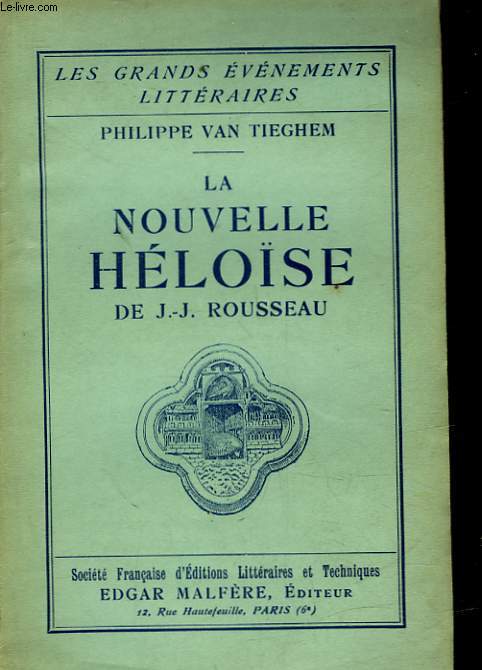 Le-livre.com
LES GRANDS ÉVÉNEMENTS
LITTÉRAIRES
PHILIPPE VAN TIEGHEM
LA
NOUVELLE
HÉLOÏSE
DE J.-J. ROUSSEAU
Société Française d'Éditions Littéraires et Techniques
EDGAR MALFÈRE, ÉDITEUR
12, Rue Hautefeuille, PARIS (6e)